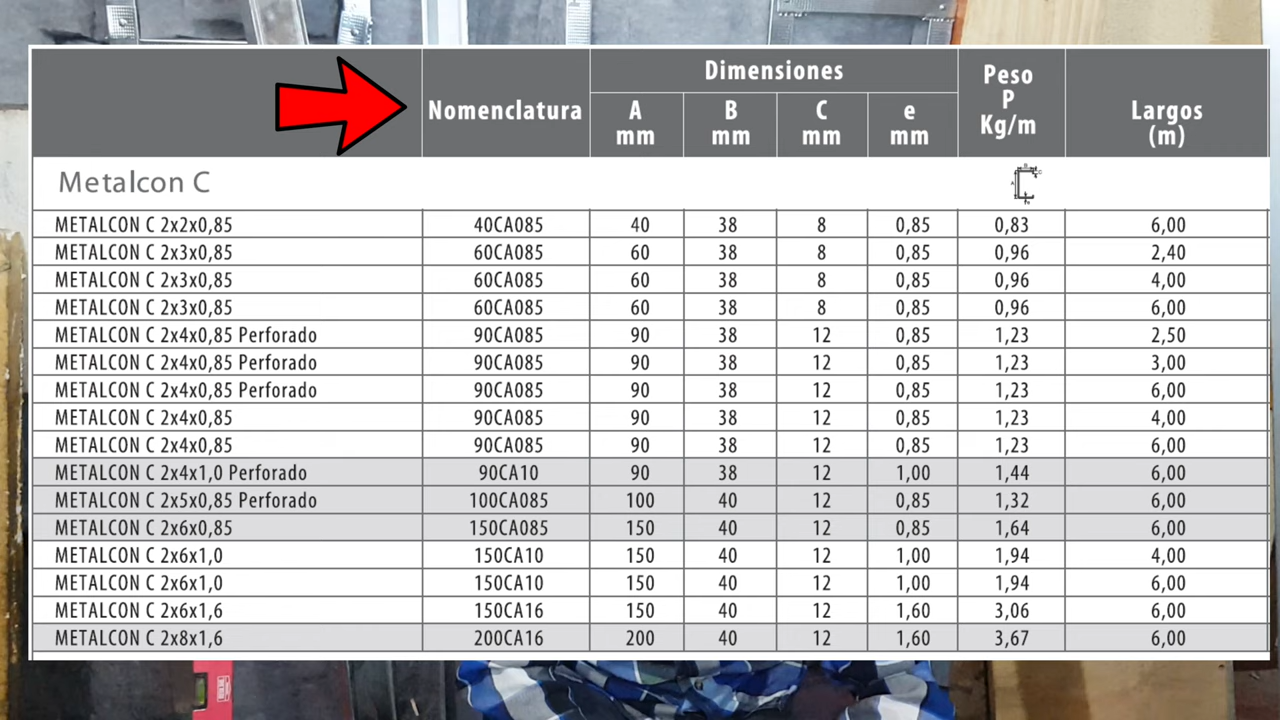 Nomenclatura
Dimensiones
A mm
B mm
C mm
e mm
Peso P Kg/m
Largos (m)
Metalcon C
METALCON C 2x2x0,85 40CA085 40 38 8 0,85 0,83 6,00
METALCON C 2x3x0,85 60CA085 60 38 8 0,85 0,96 2,40
METALCON C 2x3x0,85 60CA085 60 38 8 0,85 0,96 4,00
METALCON C 2x3x0,85 60CA085 60 38 8 0,85 0,96 6,00
METALCON C 2x4x0,85 Perforado 90CA085 90 38 12 0,85 1,23 2,50
METALCON C 2x4x0,85 Perforado 90CA085 90 38 12 0,85 1,23 3,00
METALCON C 2x4x0,85 Perforado 90CA085 90 38 12 0,85 1,23 6,00
METALCON C 2x4x0,85 90CA085 90 38 12 0,85 1,23 4,00
METALCON C 2x4x0,85 90CA085 90 38 12 0,85 1,23 6,00
METALCON C 2x4x1,0 Perforado 90CA10 90 38 12 1,00 1,44 6,00
METALCON C 2x5x0,85 Perforado 100CA085 100 40 12 0,85 1,32 6,00
METALCON C 2x6x0,85 150CA085 150 40 12 0,85 1,64 6,00
METALCON C 2x6x1,0 150CA10 150 40 12 1,00 1,94 4,00
METALCON C 2x6x1,0 150CA10 150 40 12 1,00 1,94 6,00
METALCON C 2x6x1,6 150CA16 150 40 12 1,60 3,06 6,00
METALCON C 2x8x1,6 200CA16 200 40 12 1,60 3,67 6,00